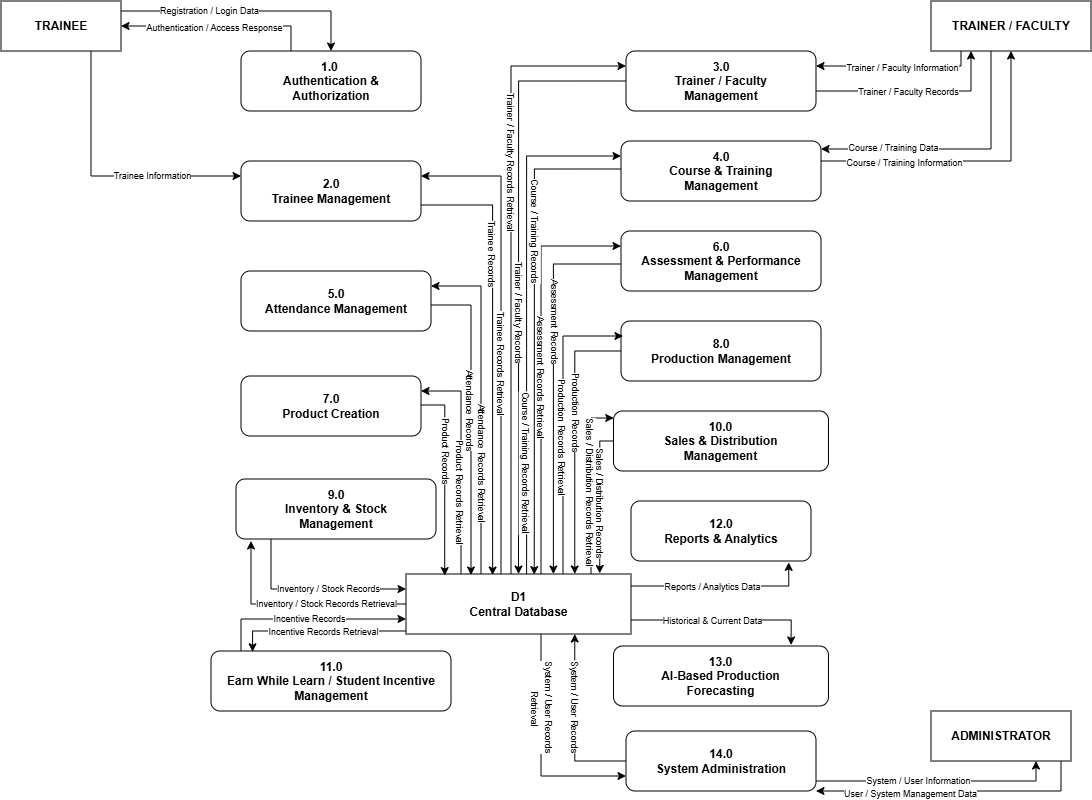 TRAINEE
Registration / Login Data
Authentication / Access Response
TRAINER / FACULTY
1.0
Authentication &
Authorization
3.0
Trainer / Faculty
Management
Trainer / Faculty Information
Trainer / Faculty Records
4.0
Course & Training
Management
Course / Training Data
Course / Training Information
Trainee Information
2.0
Trainee Management
6.0
Assessment & Performance
Management
5.0
Attendance Management
8.0
Production Management
7.0
Product Creation
10.0
Sales & Distribution
Management
9.0
Inventory & Stock
Management
12.0
Reports & Analytics
Product Records
Product Records Retrieval
Attendance Records
Attendance Records Retrieval
Trainee Records
Trainee Records Retrieval
Trainer / Faculty Records Retrieval
Trainer / Faculty Records
Course / Training Records Retrieval
Course / Training Records
Assessment Records Retrieval
Assessment Records
Production Records Retrieval
Production Records
Sales / Distribution Records Retrieval
Sales / Distribution Records
Inventory / Stock Records
Inventory / Stock Records Retrieval
Incentive Records
Incentive Records Retrieval
D1
Central Database
Reports / Analytics Data
Historical & Current Data
11.0
Earn While Learn / Student Incentive
Management
13.0
AI-Based Production
Forecasting
System / User Records
Retrieval
System / User Records
14.0
System Administration
ADMINISTRATOR
System / User Information
User / System Management Data